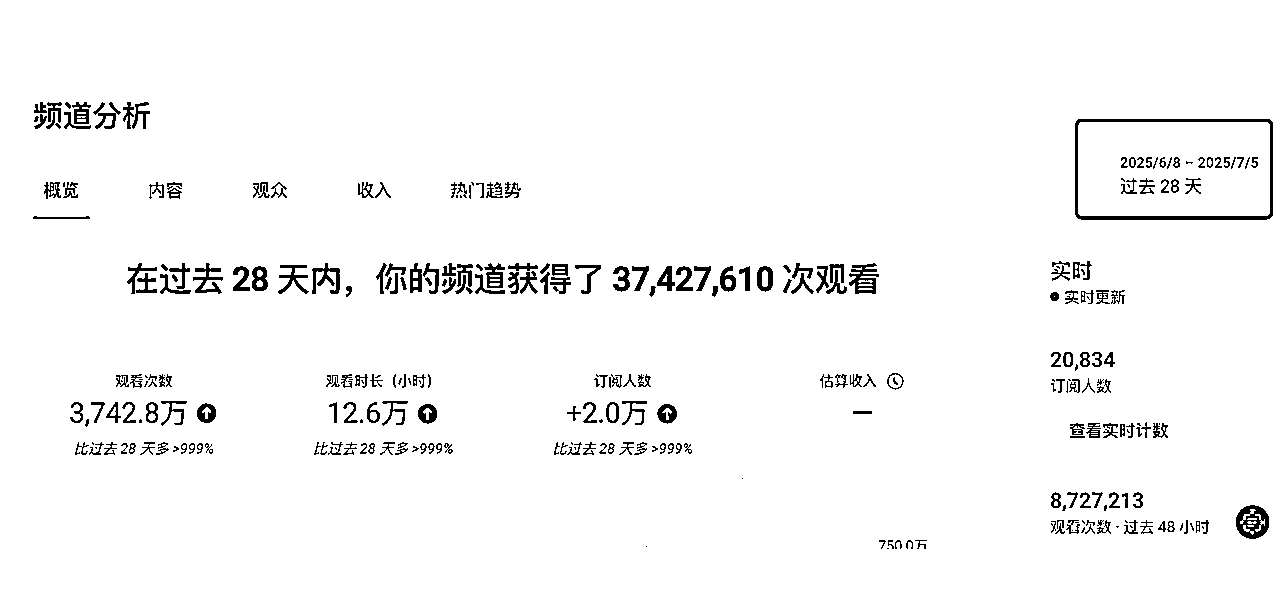 频道分析
2025/6/8 – 2025/7/5
过去 28 天
概览
内容
观众
收入
热门趋势
在过去 28 天内，你的频道获得了 37,427,610 次观看
观看次数
3,742.8万
比过去 28 天多 >999%
观看时长（小时）
12.6万
比过去 28 天多 >999%
订阅人数
+2.0万
比过去 28 天多 >999%
估算收入
—
750.0万
实时
实时更新
20,834
订阅人数
查看实时计数
8,727,213
观看次数 · 过去 48 小时